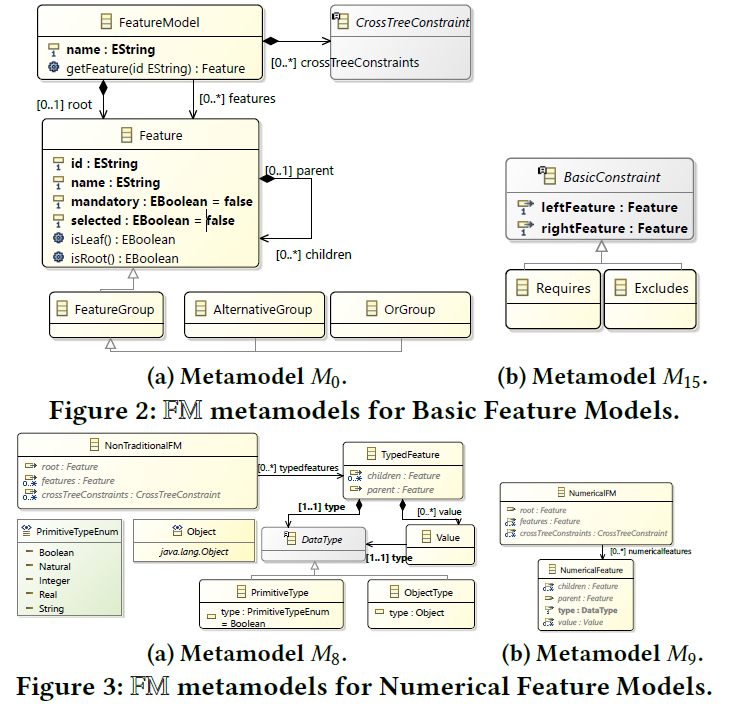 FeatureModel
name : EString
getFeature(id EString) : Feature
CrossTreeConstraint
[0..*] crossTreeConstraints
[0..1] root
[0..*] features
Feature
id : EString
name : EString
mandatory : EBoolean = false
selected : EBoolean = false
isLeaf() : EBoolean
isRoot() : EBoolean
[0..1] parent
[0..*] children
FeatureGroup
AlternativeGroup
OrGroup
BasicConstraint
leftFeature : Feature
rightFeature : Feature
Requires
Excludes
(a) Metamodel M₀.
(b) Metamodel M₁₅.
Figure 2: 𝔽𝕄 metamodels for Basic Feature Models.
NonTraditionalFM
root : Feature
features : Feature
crossTreeConstraints : CrossTreeConstraint
[0..*] typedfeatures
TypedFeature
children : Feature
parent : Feature
[1..1] type
[0..*] value
PrimitiveTypeEnum
Boolean
Natural
Integer
Real
String
Object
java.lang.Object
DataType
[1..1] type
Value
PrimitiveType
type : PrimitiveTypeEnum
= Boolean
ObjectType
type : Object
NumericalFM
root : Feature
features : Feature
crossTreeConstraints : CrossTreeConstraint
[0..*] numericalfeatures
NumericalFeature
children : Feature
parent : Feature
type : DataType
value : Value
(a) Metamodel M₈.
(b) Metamodel M₉.
Figure 3: 𝔽𝕄 metamodels for Numerical Feature Models.